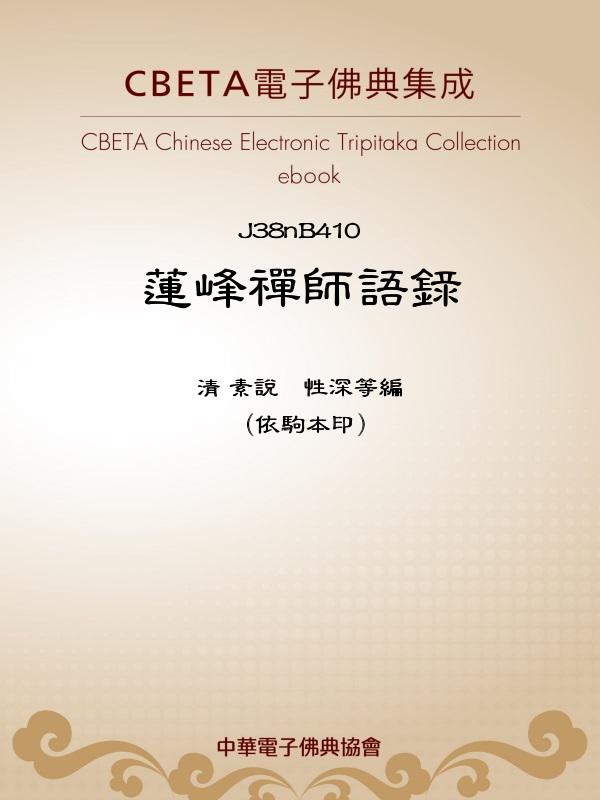 CBETA電子佛典集成
CBETA Chinese Electronic Tripitaka Collection
ebook
J38nB410
蓮峰禪師語錄
清 素說　性深等編
（依駒本印）
中華電子佛典協會